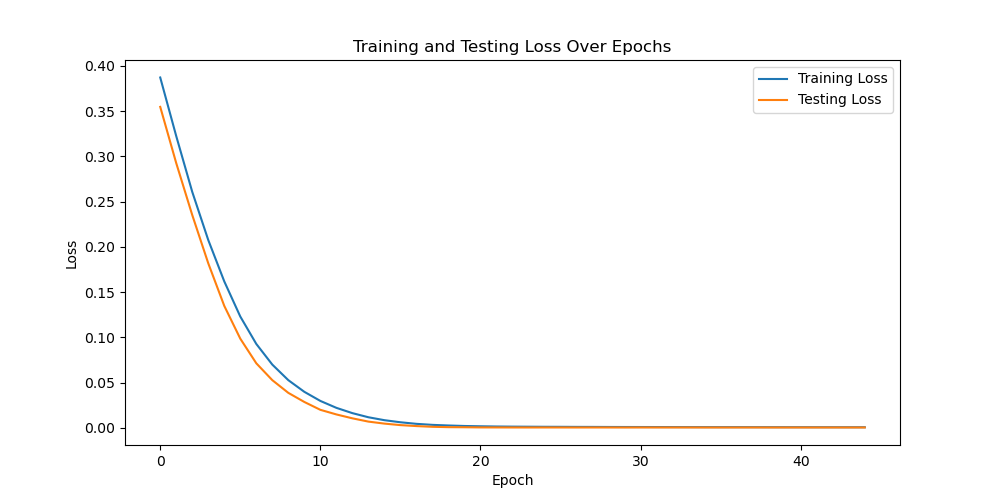 Training and Testing Loss Over Epochs
Training Loss
Testing Loss
0.40
0.35
0.30
0.25
0.20
0.15
0.10
0.05
0.00
Loss
0 10 20 30 40
Epoch